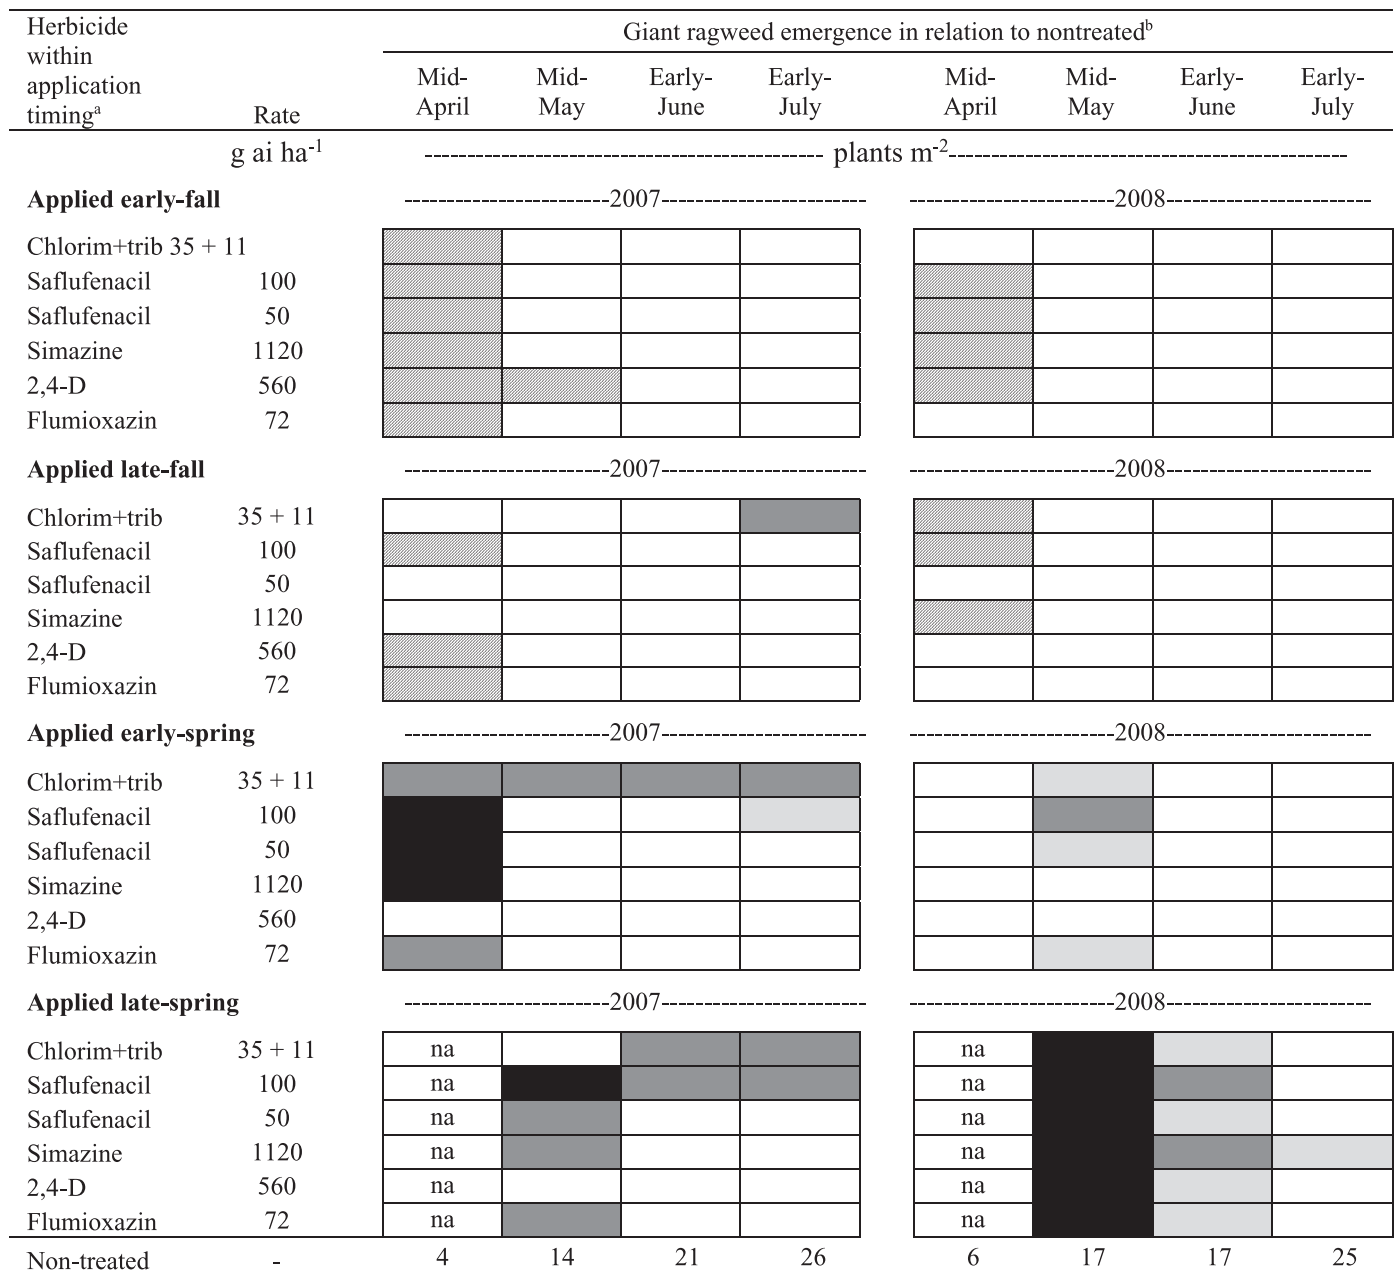 Herbicide within application timing^a Rate Giant ragweed emergence in relation to nontreated^b
Mid-April Mid-May Early-June Early-July Mid-April Mid-May Early-June Early-July
g ai ha^-1 plants m^-2
Applied early-fall 2007 2008
Chlorim+trib 35 + 11
Saflufenacil 100
Saflufenacil 50
Simazine 1120
2,4-D 560
Flumioxazin 72
Applied late-fall 2007 2008
Chlorim+trib 35 + 11
Saflufenacil 100
Saflufenacil 50
Simazine 1120
2,4-D 560
Flumioxazin 72
Applied early-spring 2007 2008
Chlorim+trib 35 + 11
Saflufenacil 100
Saflufenacil 50
Simazine 1120
2,4-D 560
Flumioxazin 72
Applied late-spring 2007 2008
Chlorim+trib 35 + 11 na na
Saflufenacil 100 na na
Saflufenacil 50 na na
Simazine 1120 na na
2,4-D 560 na na
Flumioxazin 72 na na
Non-treated - 4 14 21 26 6 17 17 25